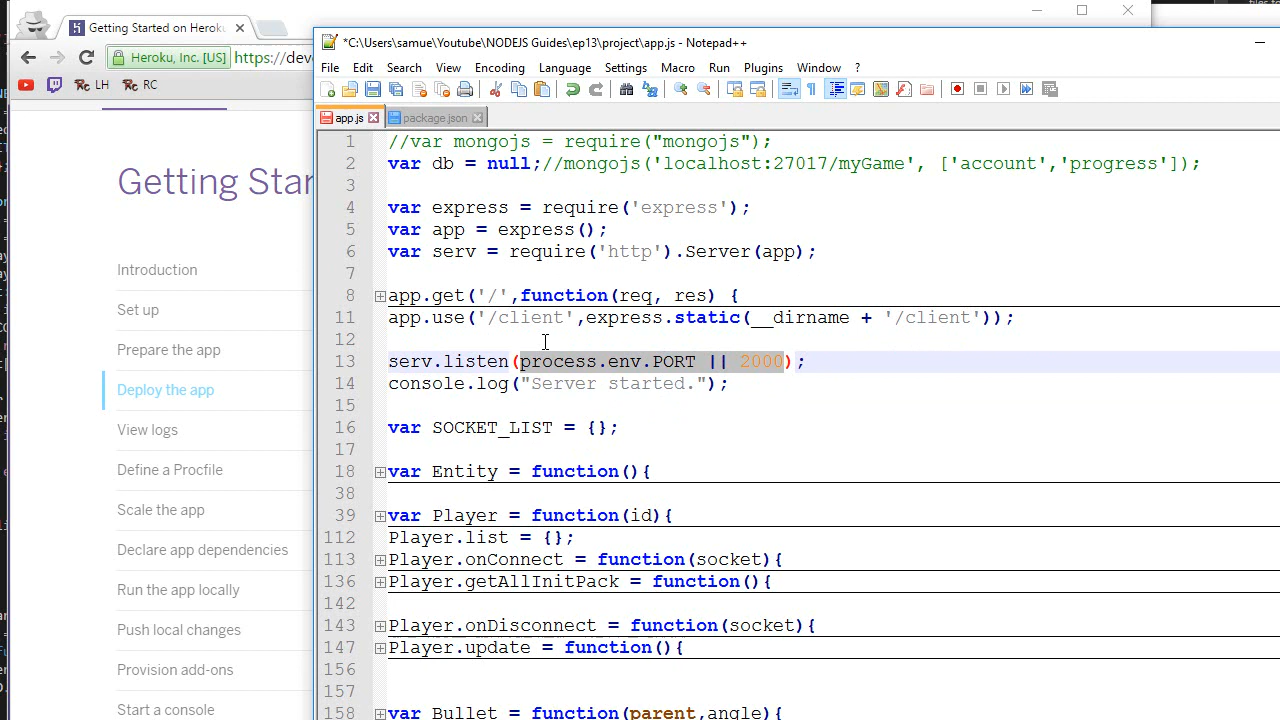 Getting Started on Heroku
Heroku, Inc. [US]
https://dev
LH
RC
Getting Star
Introduction
Set up
Prepare the app
Deploy the app
View logs
Define a Procfile
Scale the app
Declare app dependencies
Run the app locally
Push local changes
Provision add-ons
Start a console
*C:\Users\samue\Youtube\NODEJS Guides\ep13\project\app.js - Notepad++
File Edit Search View Encoding Language Settings Macro Run Plugins Window ?
app.js package.json
1 //var mongojs = require("mongojs");
2 var db = null;//mongojs('localhost:27017/myGame', ['account','progress']);
3
4 var express = require('express');
5 var app = express();
6 var serv = require('http').Server(app);
7
8 app.get('/',function(req, res) {
11 app.use('/client',express.static(__dirname + '/client'));
12
13 serv.listen(process.env.PORT || 2000);
14 console.log("Server started.");
15
16 var SOCKET_LIST = {};
17
18 var Entity = function(){
38
39 var Player = function(id){
112 Player.list = {};
113 Player.onConnect = function(socket){
136 Player.getAllInitPack = function(){
142
143 Player.onDisconnect = function(socket){
147 Player.update = function(){
156
157
158 var Bullet = function(parent,angle){